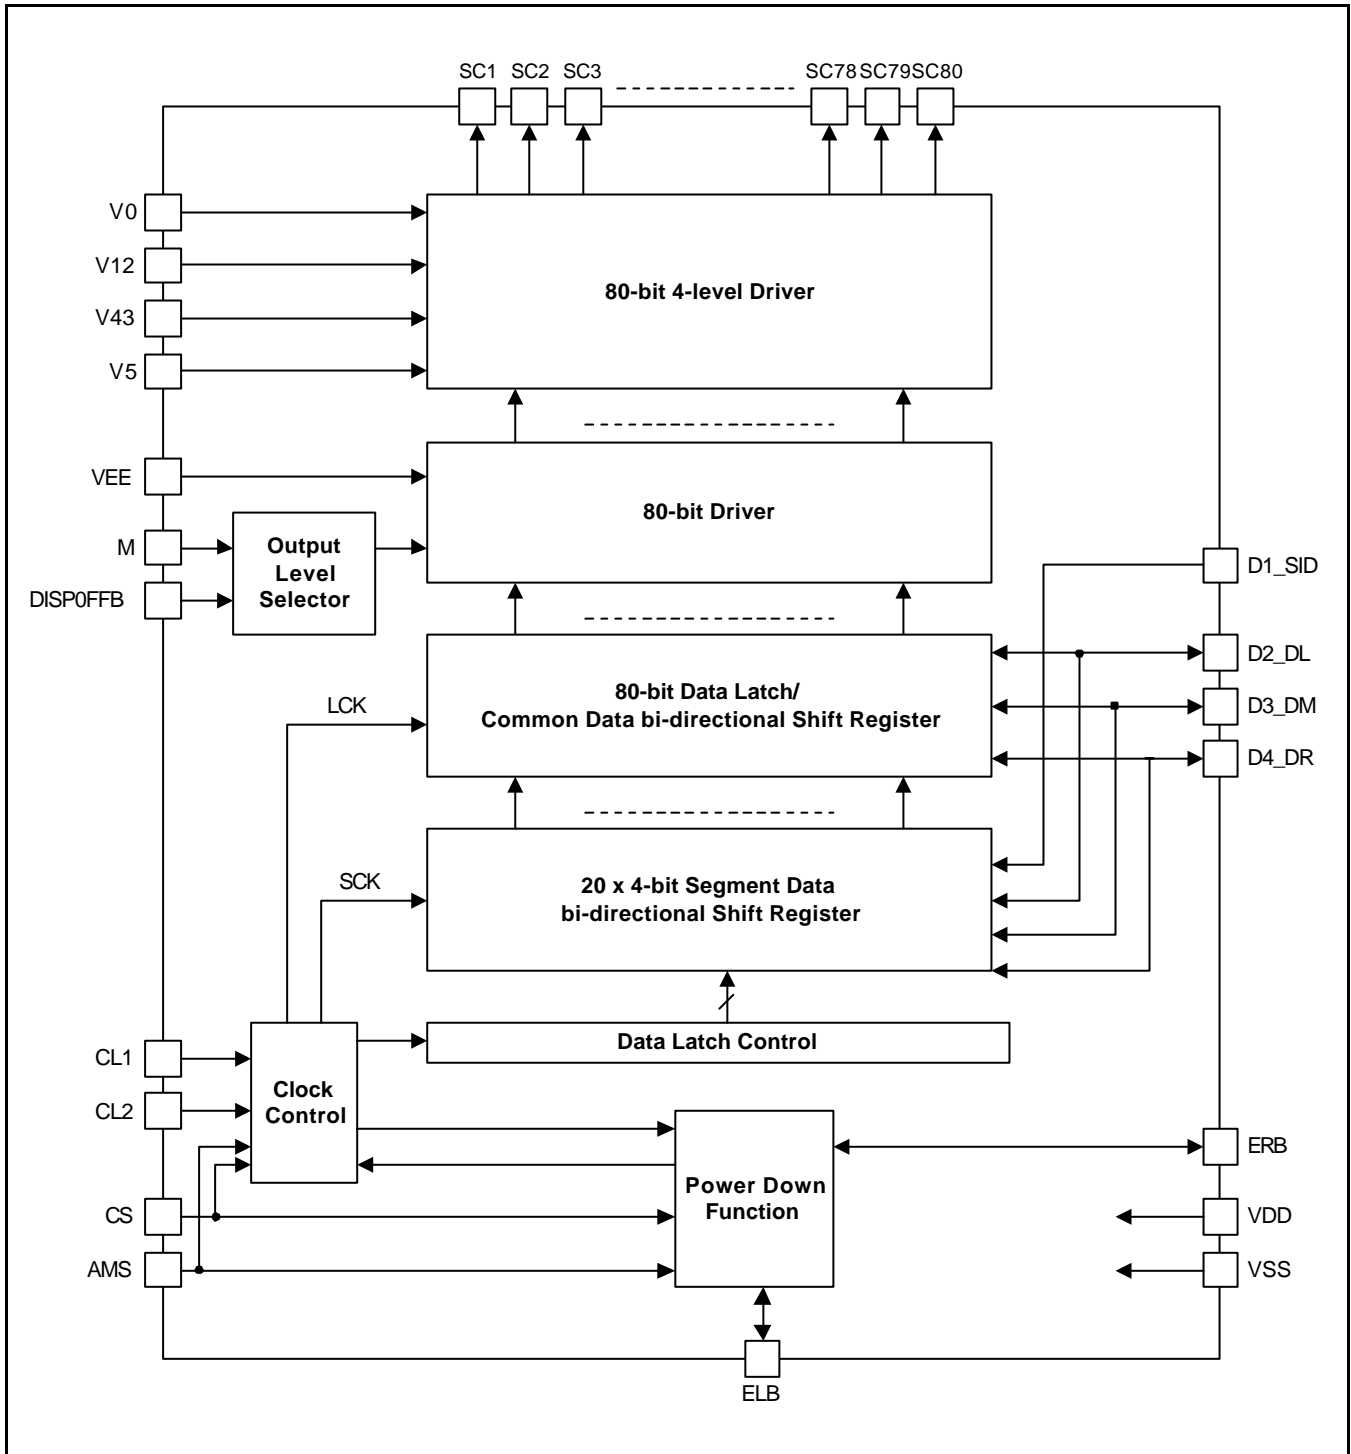 SC1 SC2 SC3 SC78 SC79 SC80
V0
V12
V43
V5
80-bit 4-level Driver
VEE
80-bit Driver
M
DISP0FFB
Output
Level
Selector
D1_SID
D2_DL
D3_DM
D4_DR
LCK
80-bit Data Latch/
Common Data bi-directional Shift Register
SCK
20 x 4-bit Segment Data
bi-directional Shift Register
Data Latch Control
CL1
CL2
Clock
Control
CS
AMS
Power Down
Function
ERB
VDD
VSS
ELB